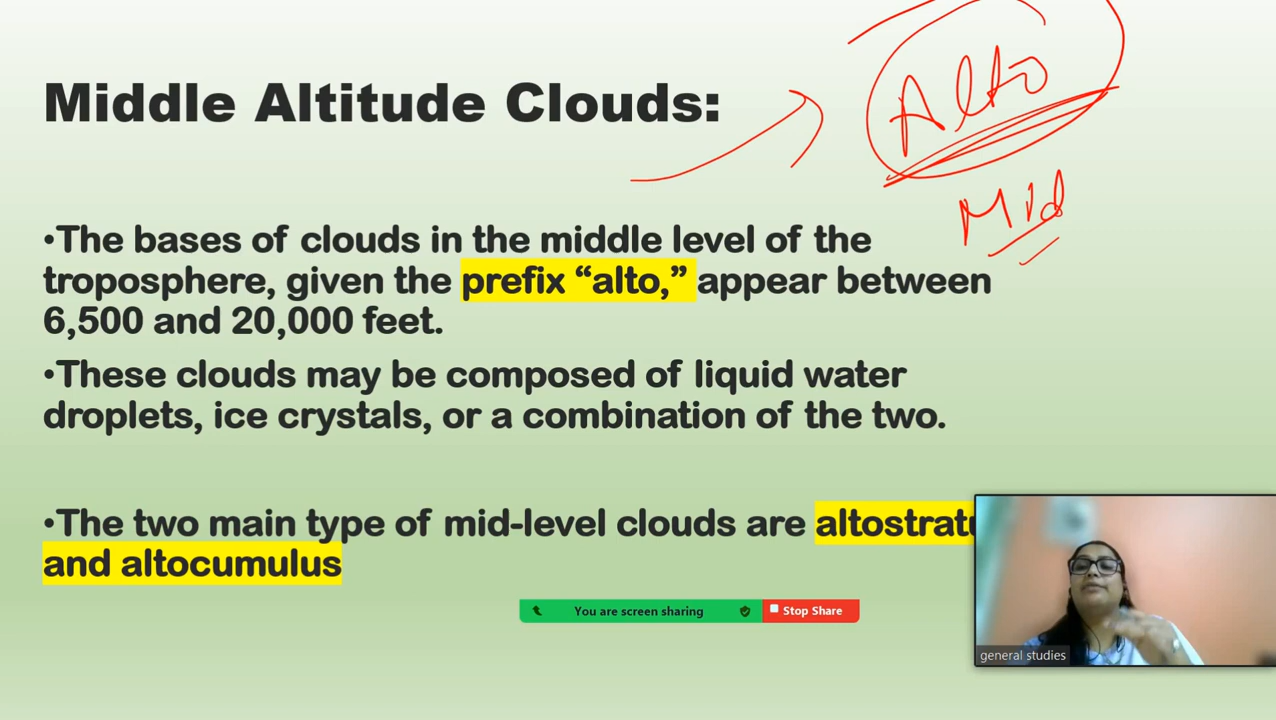 Alto
Middle Altitude Clouds:
Mid
•The bases of clouds in the middle level of the
troposphere, given the prefix “alto,” appear between
6,500 and 20,000 feet.
•These clouds may be composed of liquid water
droplets, ice crystals, or a combination of the two.
•The two main type of mid-level clouds are altostratu
and altocumulus
You are screen sharing
Stop Share
general studies